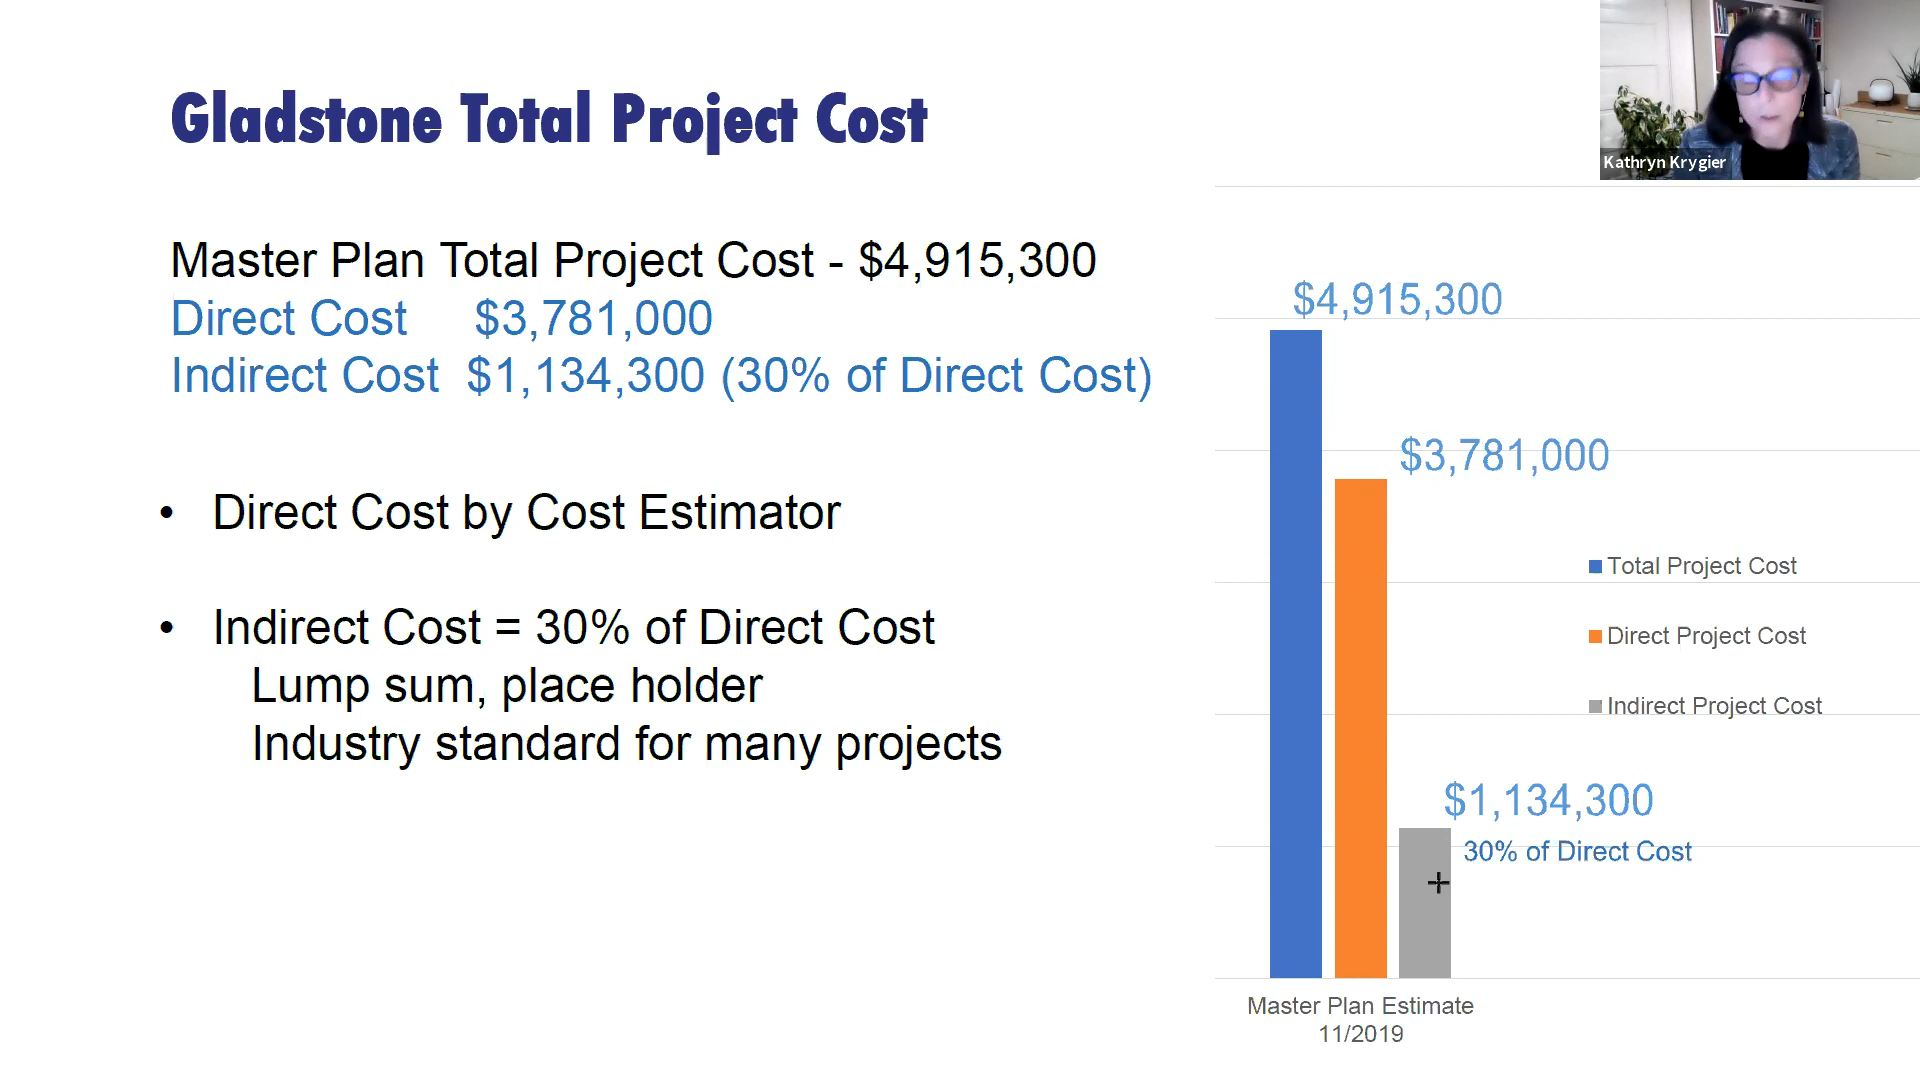 Gladstone Total Project Cost
Kathryn Krygier
Master Plan Total Project Cost - $4,915,300
Direct Cost $3,781,000
Indirect Cost $1,134,300 (30% of Direct Cost)
• Direct Cost by Cost Estimator
• Indirect Cost = 30% of Direct Cost
Lump sum, place holder
Industry standard for many projects
$4,915,300
$3,781,000
Total Project Cost
Direct Project Cost
Indirect Project Cost
$1,134,300
30% of Direct Cost
Master Plan Estimate
11/2019